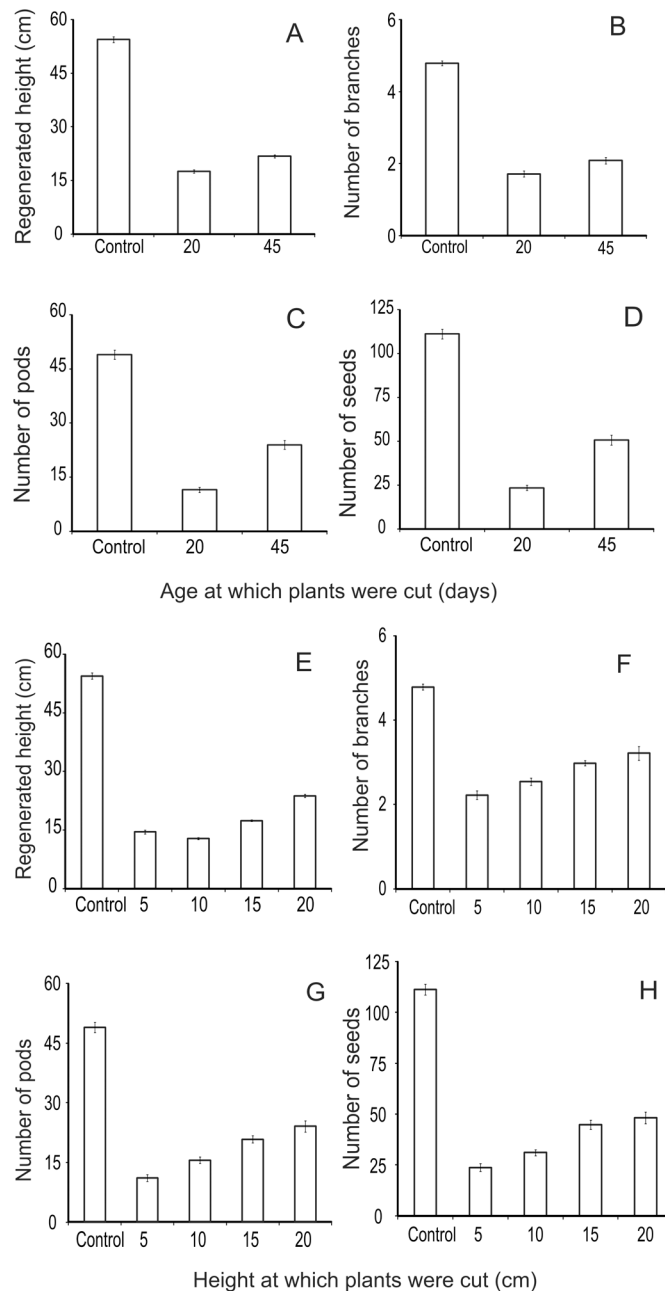 A
Regenerated height (cm)
60
45
30
15
0
Control 20 45
B
Number of branches
6
4
2
0
Control 20 45
C
Number of pods
60
45
30
15
0
Control 20 45
D
Number of seeds
125
100
75
50
25
0
Control 20 45
Age at which plants were cut (days)
E
Regenerated height (cm)
60
45
30
15
0
Control 5 10 15 20
F
Number of branches
6
4
2
0
Control 5 10 15 20
G
Number of pods
60
45
30
15
0
Control 5 10 15 20
H
Number of seeds
125
100
75
50
25
0
Control 5 10 15 20
Height at which plants were cut (cm)